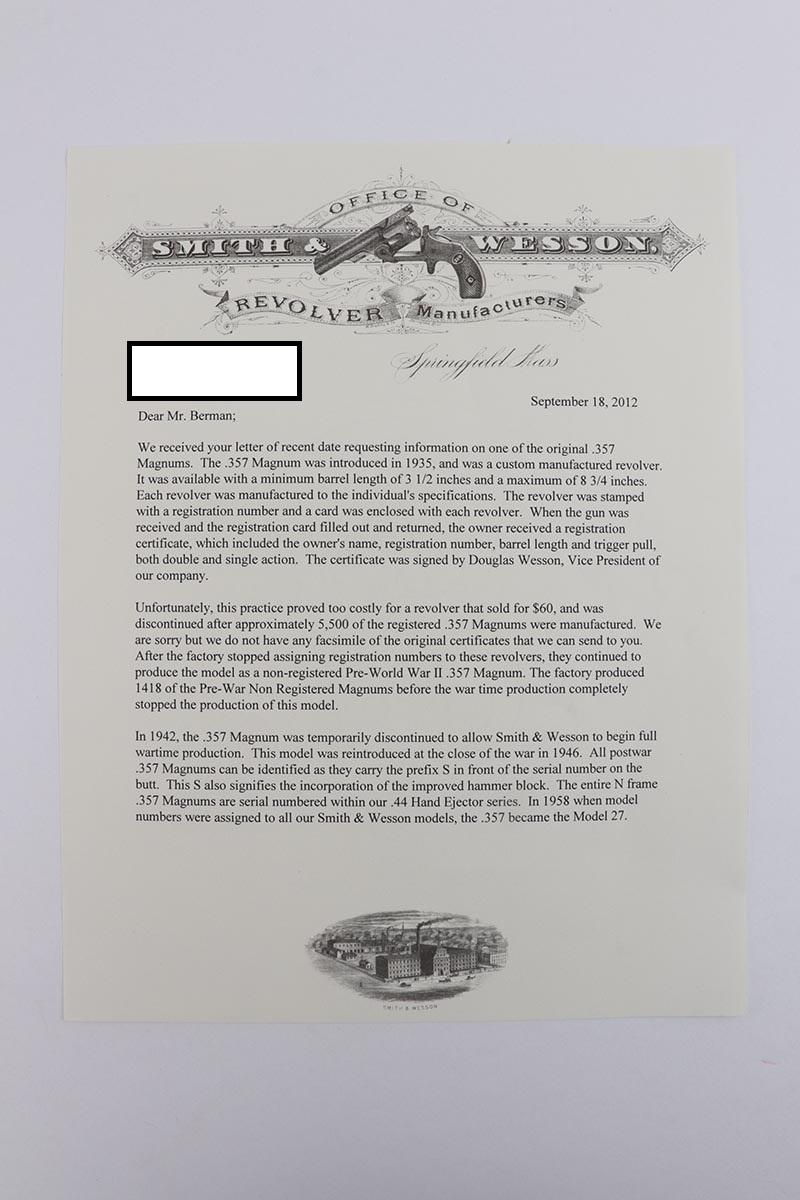 OFFICE OF
SMITH & WESSON,
REVOLVER Manufacturers
Springfield Mass
September 18, 2012
Dear Mr. Berman;
We received your letter of recent date requesting information on one of the original .357
Magnums. The .357 Magnum was introduced in 1935, and was a custom manufactured revolver.
It was available with a minimum barrel length of 3 1/2 inches and a maximum of 8 3/4 inches.
Each revolver was manufactured to the individual's specifications. The revolver was stamped
with a registration number and a card was enclosed with each revolver. When the gun was
received and the registration card filled out and returned, the owner received a registration
certificate, which included the owner's name, registration number, barrel length and trigger pull,
both double and single action. The certificate was signed by Douglas Wesson, Vice President of
our company.
Unfortunately, this practice proved too costly for a revolver that sold for $60, and was
discontinued after approximately 5,500 of the registered .357 Magnums were manufactured. We
are sorry but we do not have any facsimile of the original certificates that we can send to you.
After the factory stopped assigning registration numbers to these revolvers, they continued to
produce the model as a non-registered Pre-World War II .357 Magnum. The factory produced
1418 of the Pre-War Non Registered Magnums before the war time production completely
stopped the production of this model.
In 1942, the .357 Magnum was temporarily discontinued to allow Smith & Wesson to begin full
wartime production. This model was reintroduced at the close of the war in 1946. All postwar
.357 Magnums can be identified as they carry the prefix S in front of the serial number on the
butt. This S also signifies the incorporation of the improved hammer block. The entire N frame
.357 Magnums are serial numbered within our .44 Hand Ejector series. In 1958 when model
numbers were assigned to all our Smith & Wesson models, the .357 became the Model 27.
SMITH & WESSON